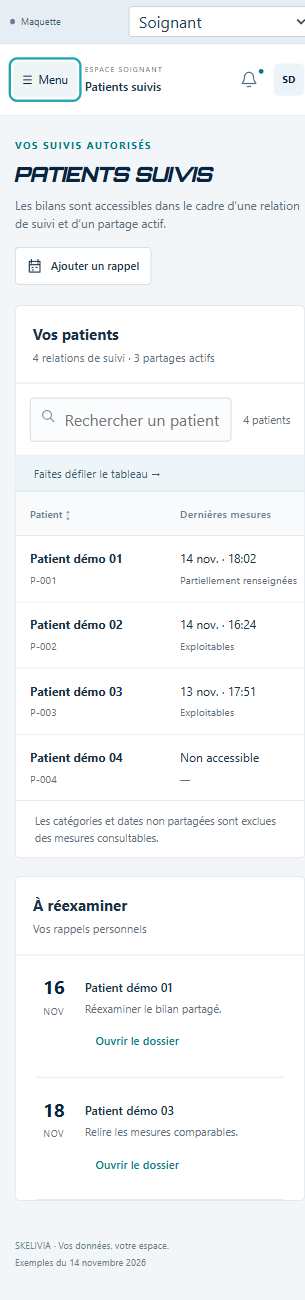 Maquette
Soignant
☰ Menu
ESPACE SOIGNANT
Patients suivis
SD
VOS SUIVIS AUTORISÉS
PATIENTS SUIVIS
Les bilans sont accessibles dans le cadre d’une relation
de suivi et d’un partage actif.
Ajouter un rappel
Vos patients
4 relations de suivi · 3 partages actifs
Rechercher un patient
4 patients
Faites défiler le tableau →
Patient ↕ Dernières mesures
Patient démo 01 14 nov. · 18:02
P-001 Partiellement renseignées
Patient démo 02 14 nov. · 16:24
P-002 Exploitables
Patient démo 03 13 nov. · 17:51
P-003 Exploitables
Patient démo 04 Non accessible
P-004 —
Les catégories et dates non partagées sont exclues
des mesures consultables.
À réexaminer
Vos rappels personnels
16 Patient démo 01
NOV Réexaminer le bilan partagé.
Ouvrir le dossier
18 Patient démo 03
NOV Relire les mesures comparables.
Ouvrir le dossier
SKELIVIA · Vos données, votre espace.
Exemples du 14 novembre 2026